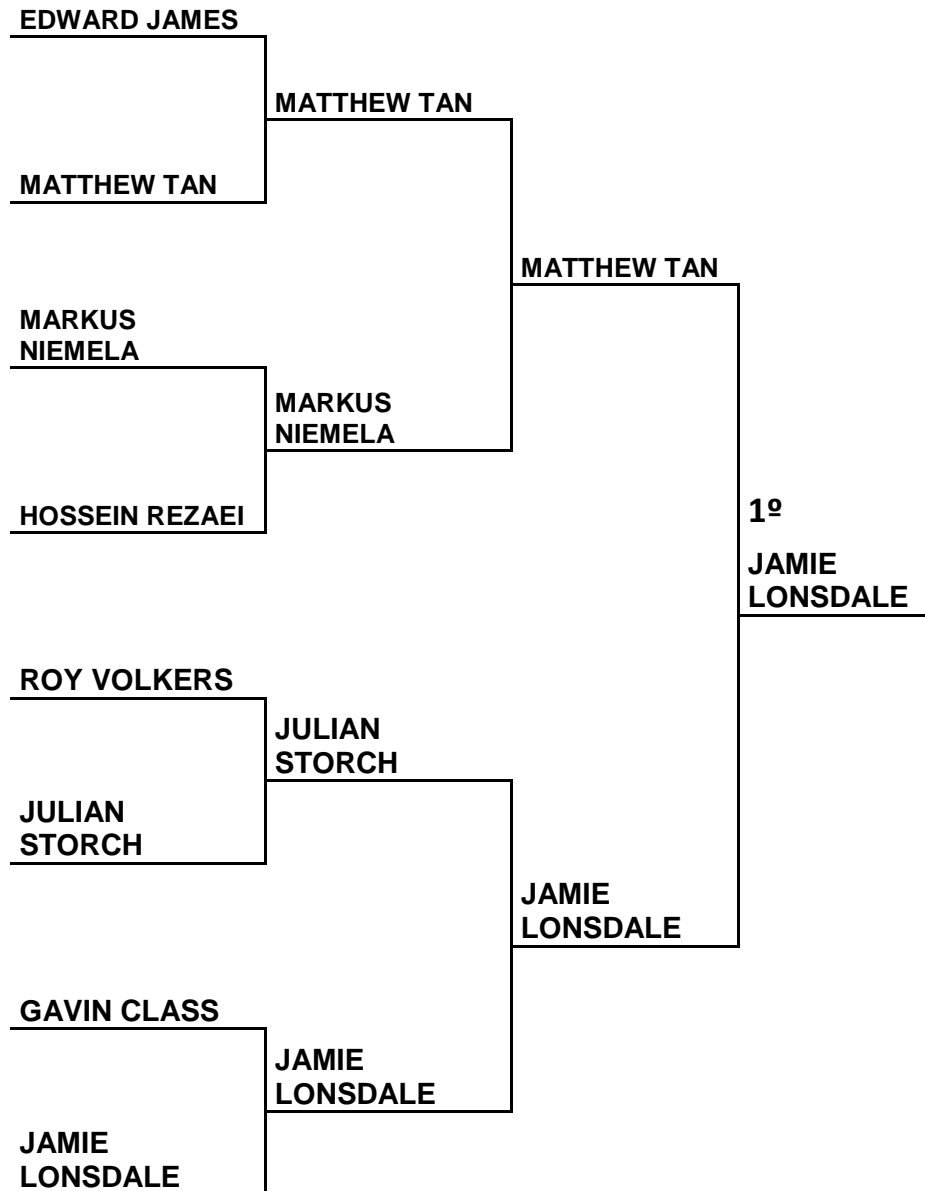 EDWARD JAMES
MATTHEW TAN
MATTHEW TAN
MATTHEW TAN
MARKUS
NIEMELA
MARKUS
NIEMELA
HOSSEIN REZAEI
1º
JAMIE
LONSDALE
ROY VOLKERS
JULIAN
STORCH
JULIAN
STORCH
JAMIE
LONSDALE
GAVIN CLASS
JAMIE
LONSDALE
JAMIE
LONSDALE